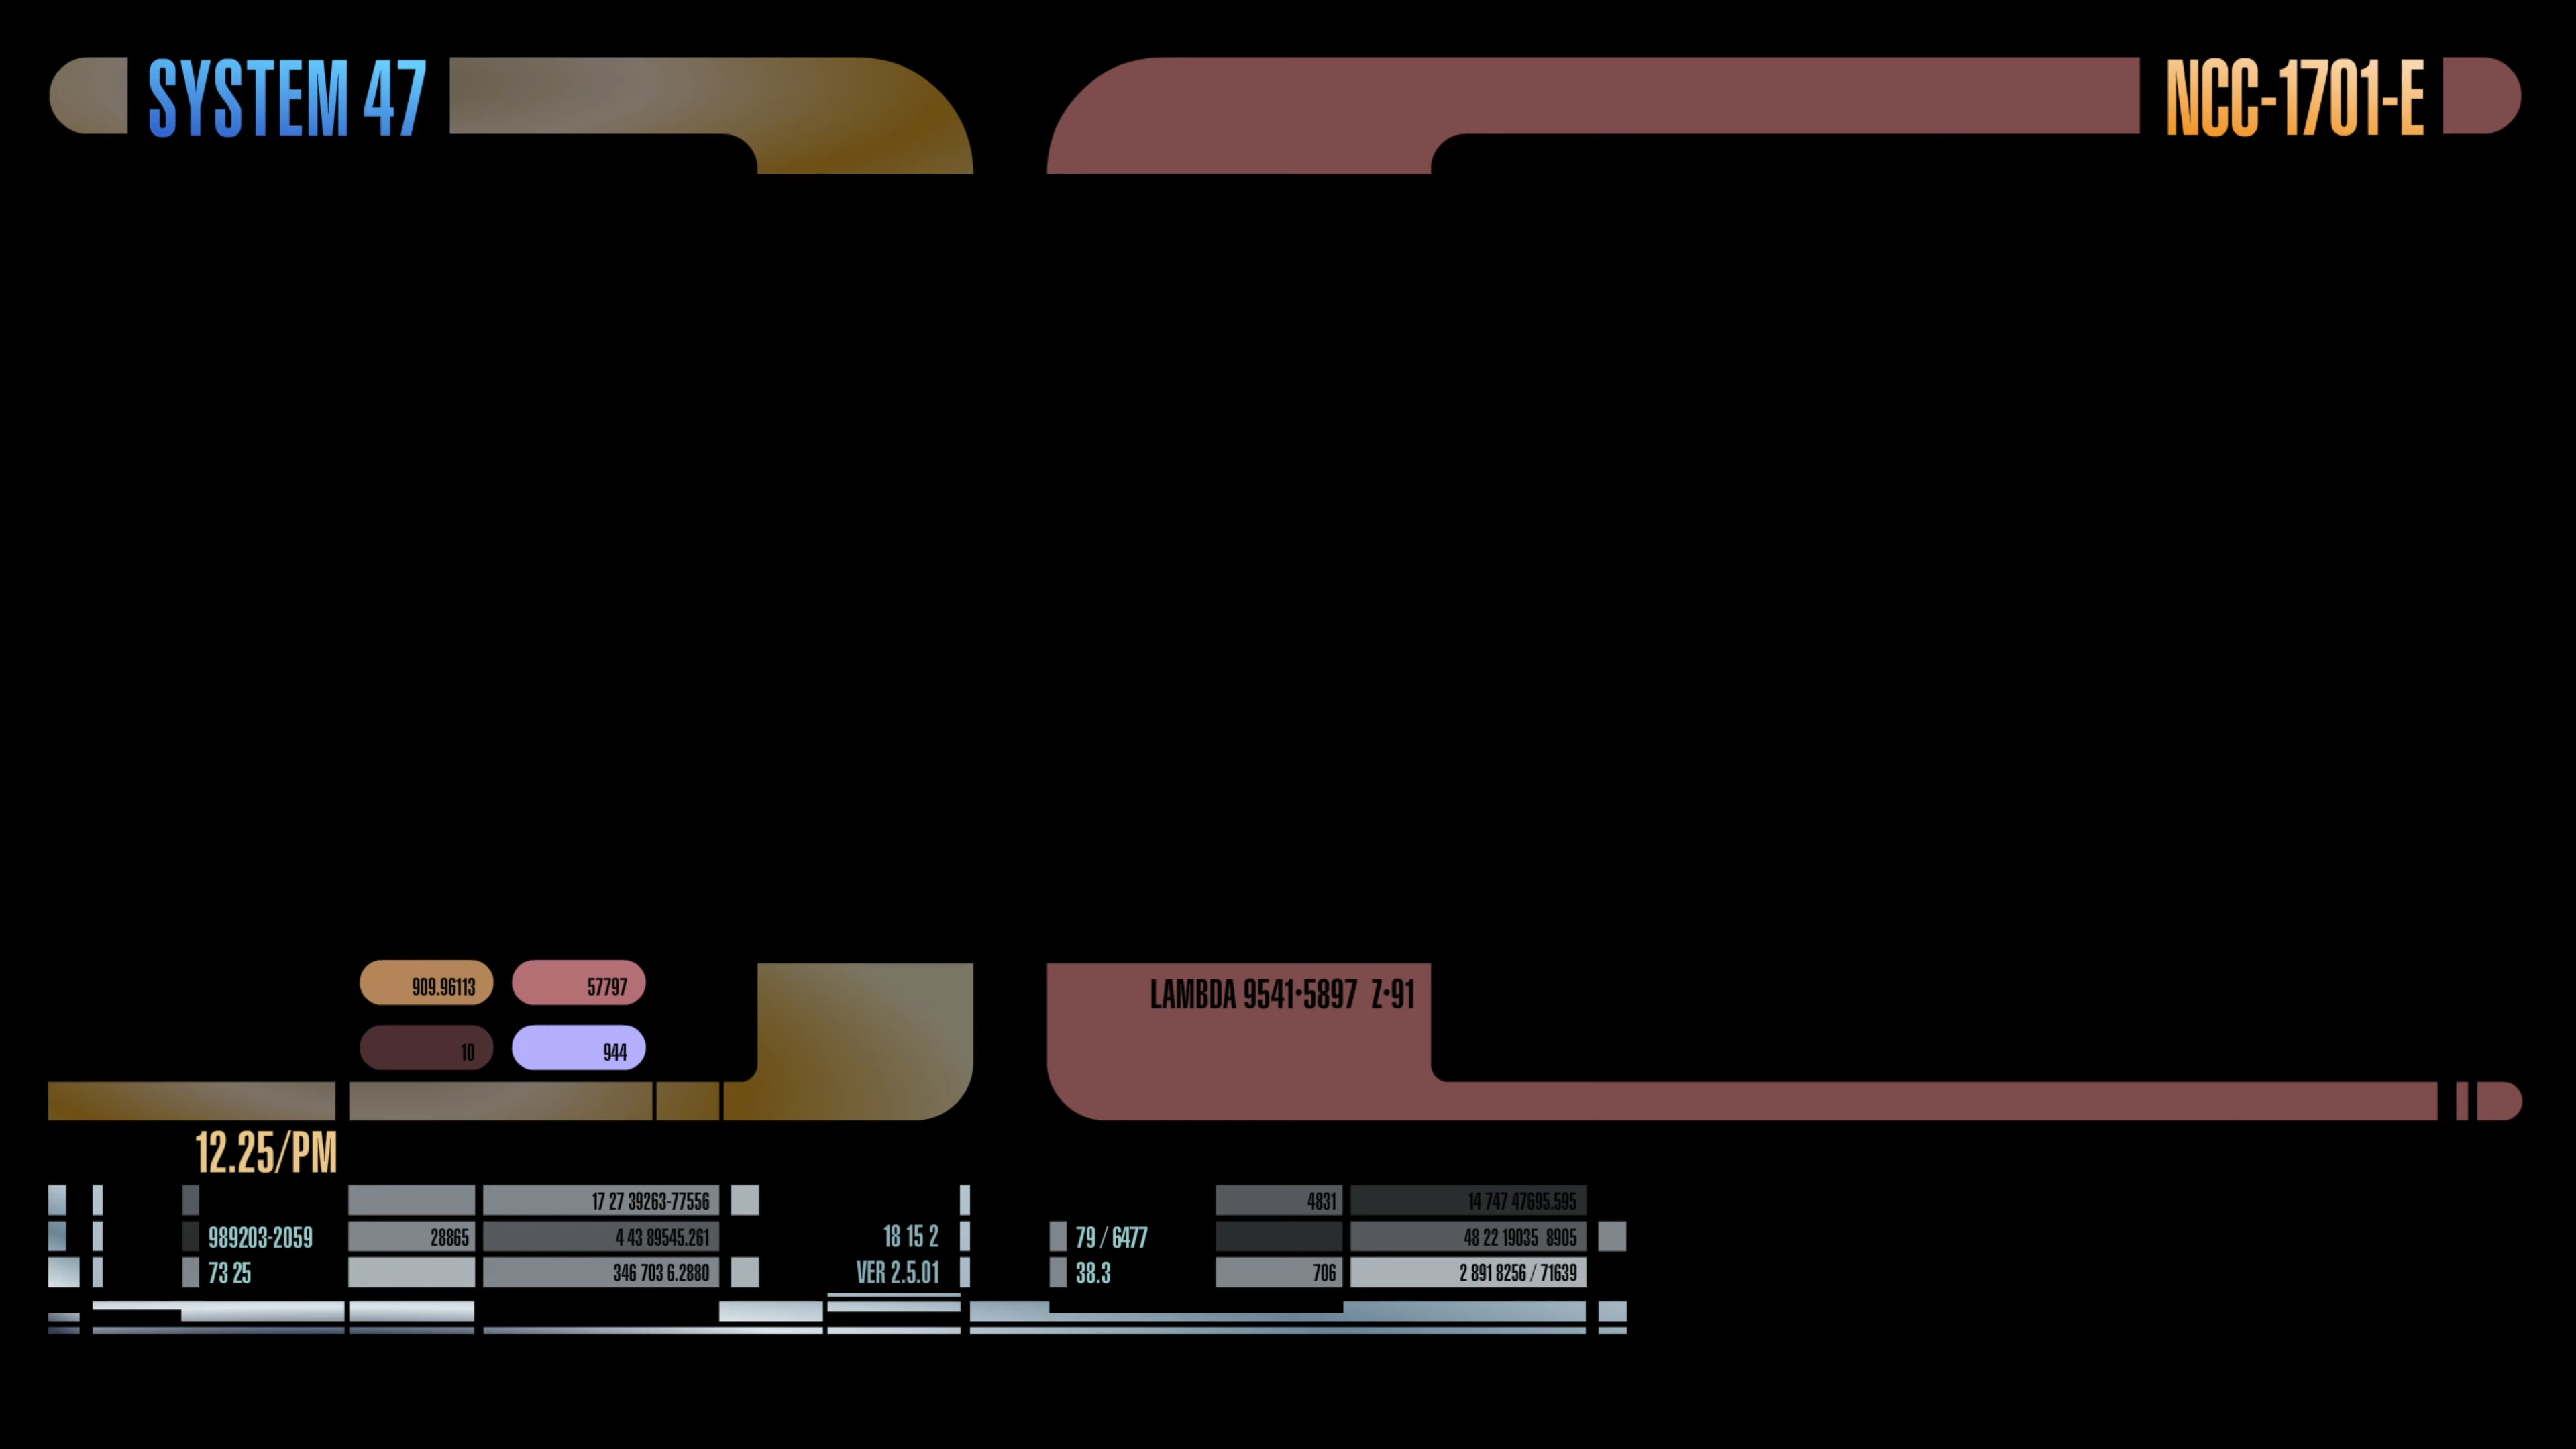 SYSTEM 47
NCC-1701-E
909.96113
57797
10
944
LAMBDA 9541•5897 Z•91
12.25/PM
17 27 39263-77556
4831
14 747 47695.595
989203-2059
28865
4 43 89545.261
18 15 2
79 / 6477
48 22 19035 8905
73 25
346 703 6.2880
VER 2.5.01
38.3
706
2 891 8256 / 71639